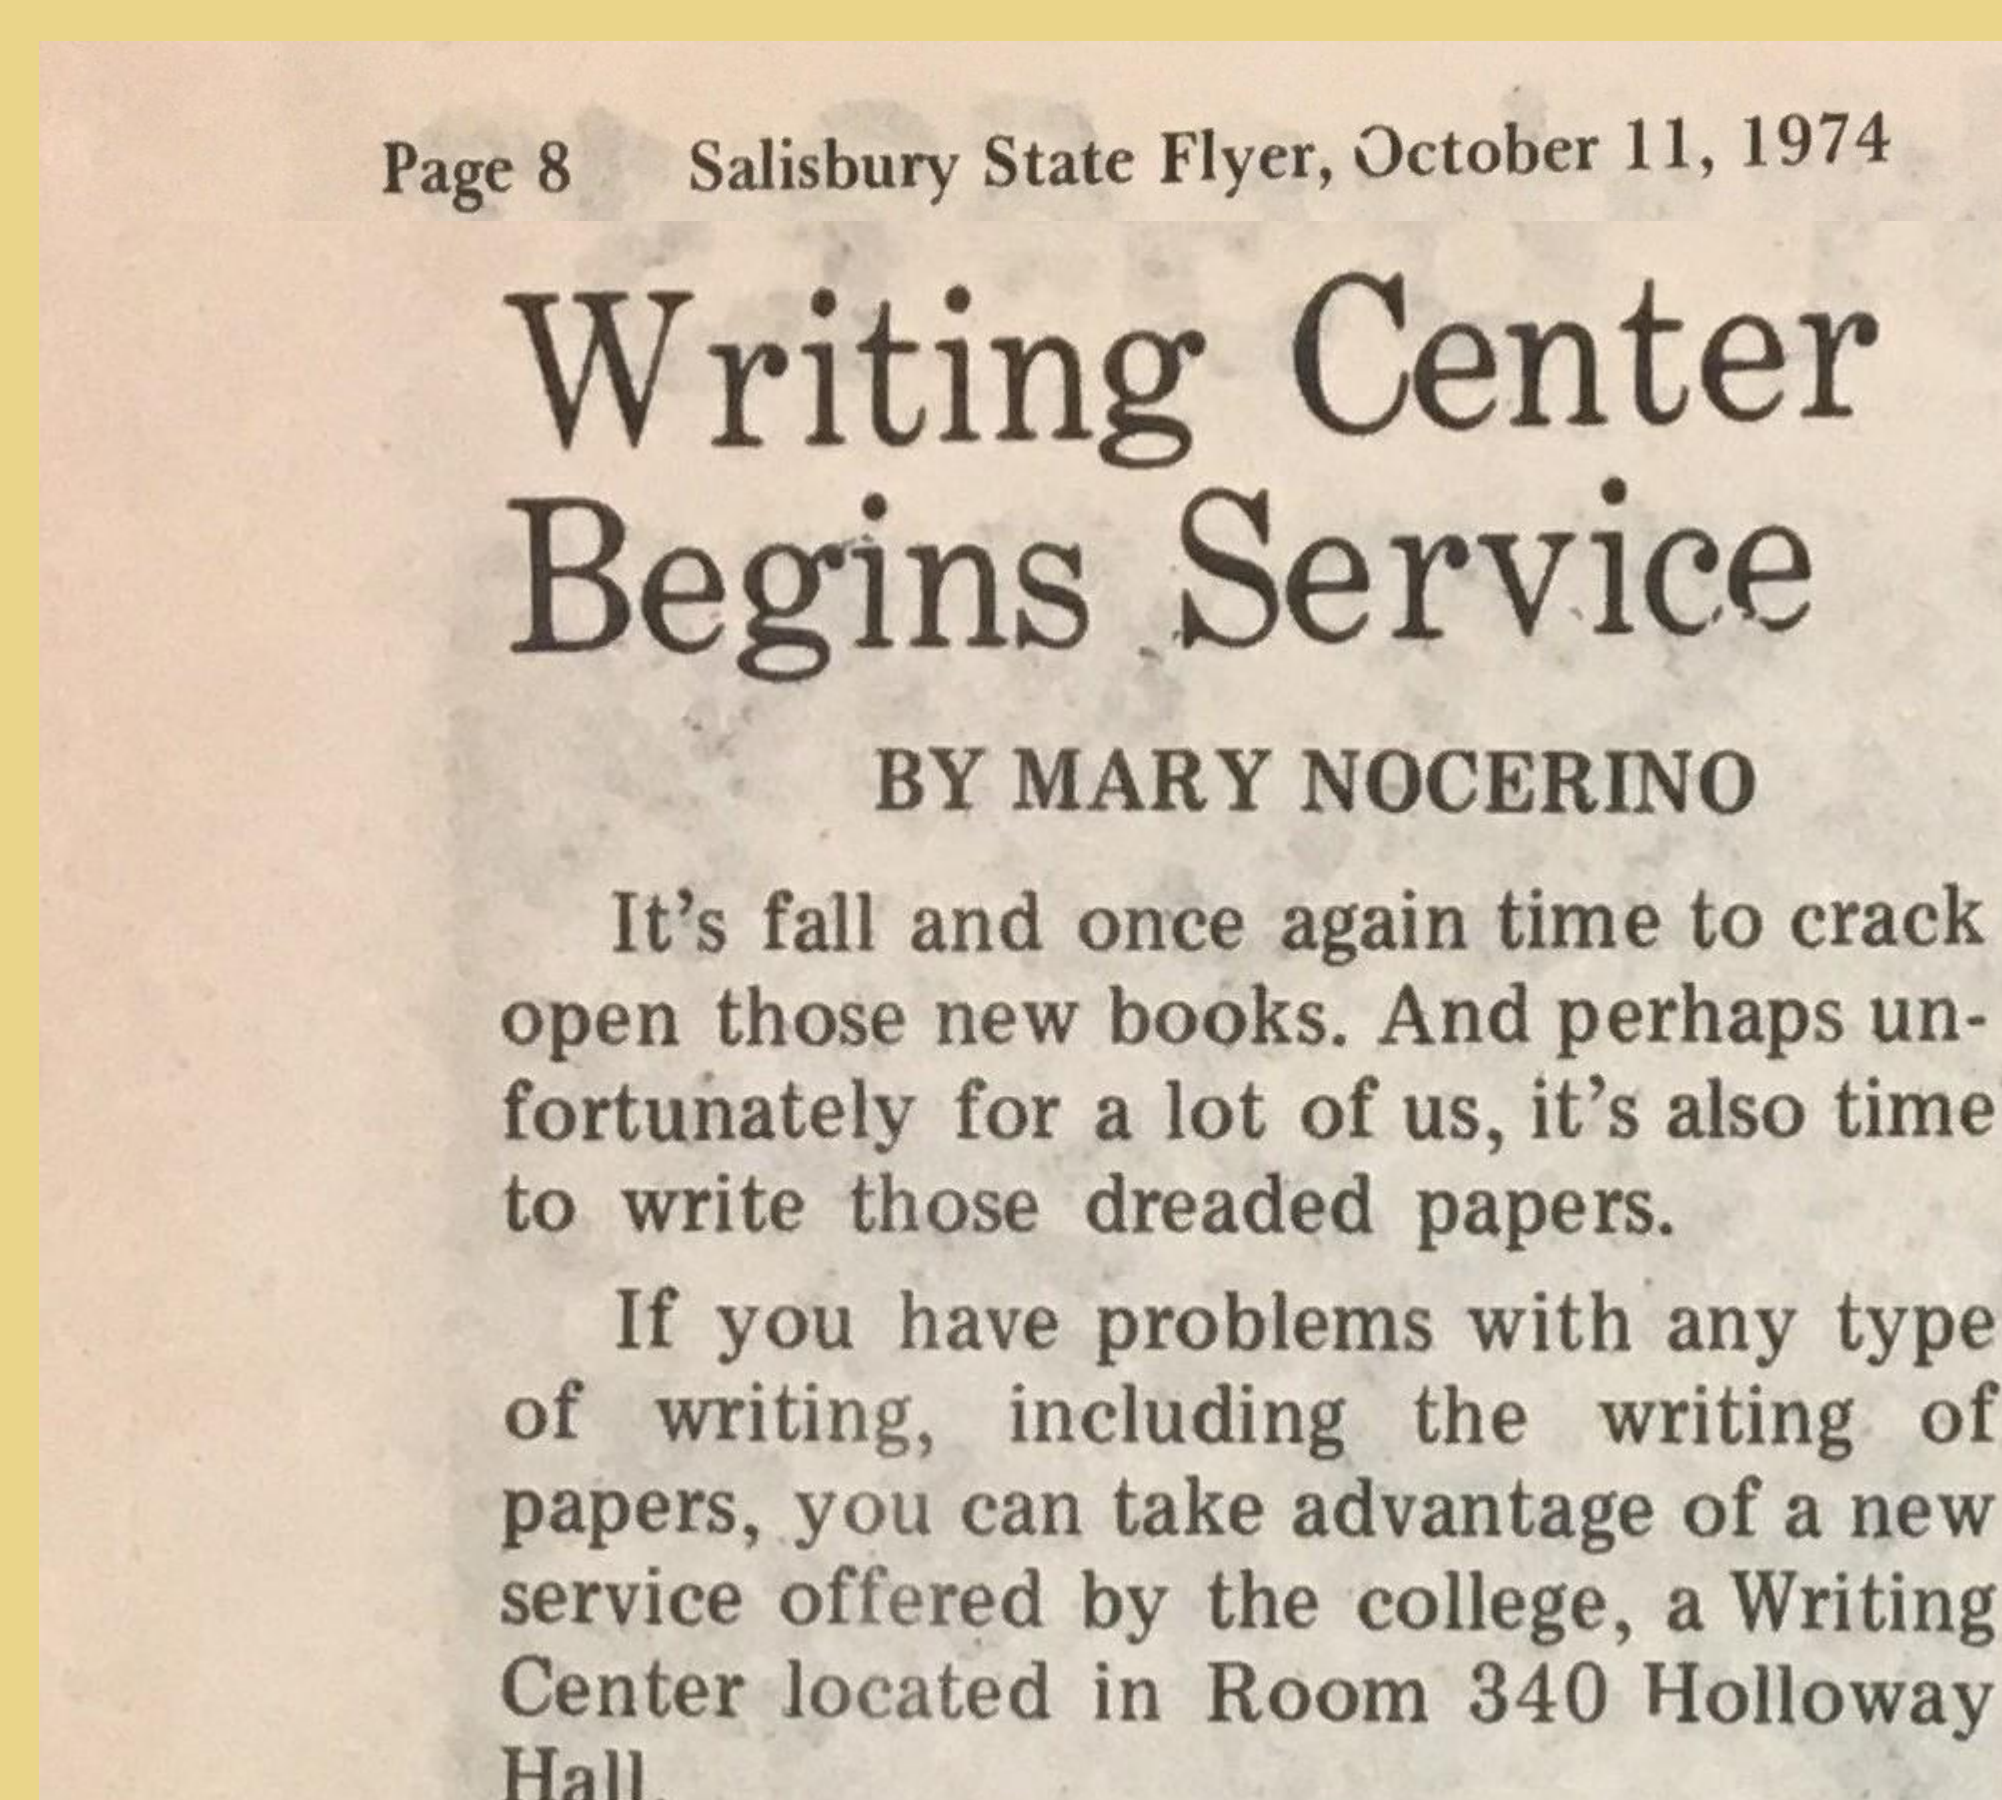 Page 8 Salisbury State Flyer, October 11, 1974
Writing Center
Begins Service
BY MARY NOCERINO
It's fall and once again time to crack
open those new books. And perhaps un-
fortunately for a lot of us, it's also time
to write those dreaded papers.
If you have problems with any type
of writing, including the writing of
papers, you can take advantage of a new
service offered by the college, a Writing
Center located in Room 340 Holloway
Hall.